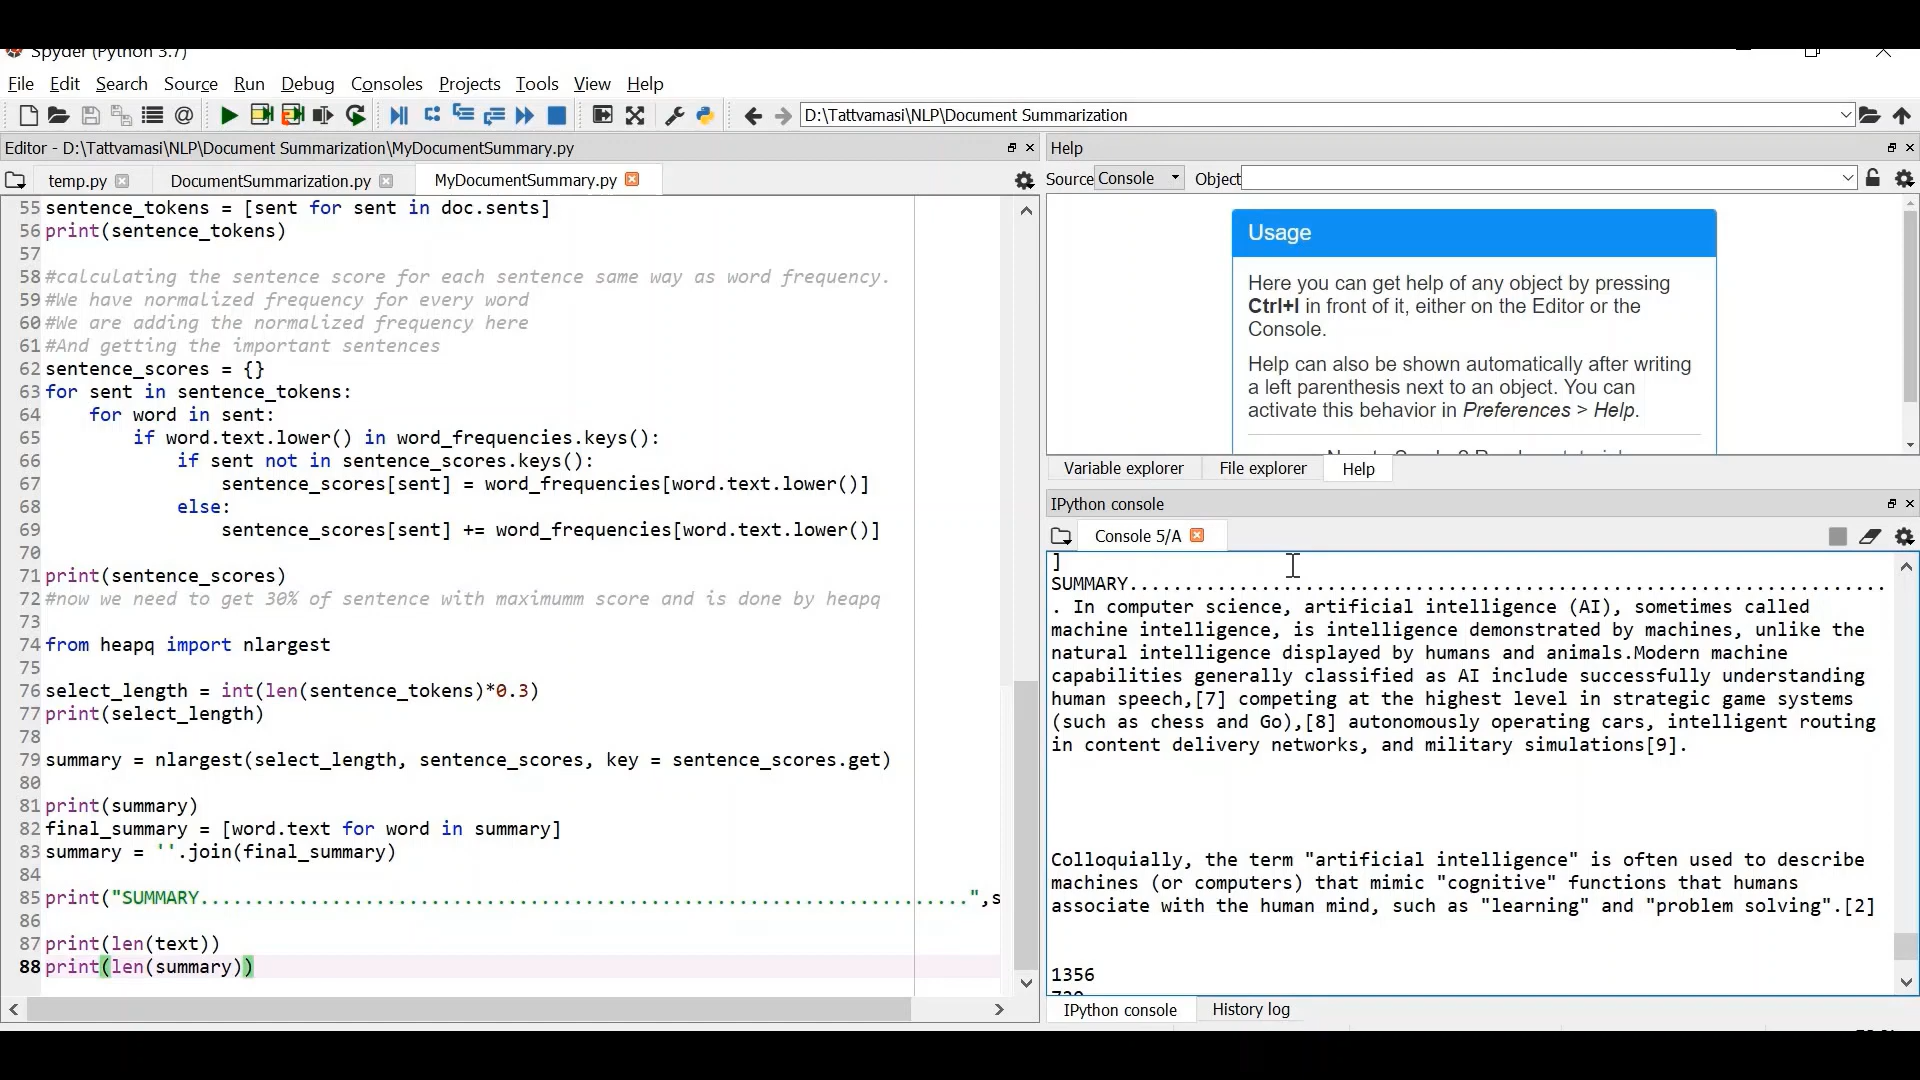 Spyder (Python 3.7)
File Edit Search Source Run Debug Consoles Projects Tools View Help
D:\Tattvamasi\NLP\Document Summarization
Editor - D:\Tattvamasi\NLP\Document Summarization\MyDocumentSummary.py
temp.py DocumentSummarization.py MyDocumentSummary.py
55 sentence_tokens = [sent for sent in doc.sents]
56 print(sentence_tokens)
57
58 #calculating the sentence score for each sentence same way as word frequency.
59 #We have normalized frequency for every word
60 #We are adding the normalized frequency here
61 #And getting the important sentences
62 sentence_scores = {}
63 for sent in sentence_tokens:
64     for word in sent:
65         if word.text.lower() in word_frequencies.keys():
66             if sent not in sentence_scores.keys():
67                 sentence_scores[sent] = word_frequencies[word.text.lower()]
68             else:
69                 sentence_scores[sent] += word_frequencies[word.text.lower()]
70
71 print(sentence_scores)
72 #now we need to get 30% of sentence with maximumm score and is done by heapq
73
74 from heapq import nlargest
75
76 select_length = int(len(sentence_tokens)*0.3)
77 print(select_length)
78
79 summary = nlargest(select_length, sentence_scores, key = sentence_scores.get)
80
81 print(summary)
82 final_summary = [word.text for word in summary]
83 summary = ''.join(final_summary)
84
85 print("SUMMARY......................................................................",s
86
87 print(len(text))
88 print(len(summary))
Help
Source Console Object
Usage
Here you can get help of any object by pressing
Ctrl+I in front of it, either on the Editor or the
Console.
Help can also be shown automatically after writing
a left parenthesis next to an object. You can
activate this behavior in Preferences > Help.
Variable explorer File explorer Help
IPython console
Console 5/A
]
SUMMARY.....................................................................
. In computer science, artificial intelligence (AI), sometimes called
machine intelligence, is intelligence demonstrated by machines, unlike the
natural intelligence displayed by humans and animals.Modern machine
capabilities generally classified as AI include successfully understanding
human speech,[7] competing at the highest level in strategic game systems
(such as chess and Go),[8] autonomously operating cars, intelligent routing
in content delivery networks, and military simulations[9].
Colloquially, the term "artificial intelligence" is often used to describe
machines (or computers) that mimic "cognitive" functions that humans
associate with the human mind, such as "learning" and "problem solving".[2]
1356
IPython console History log